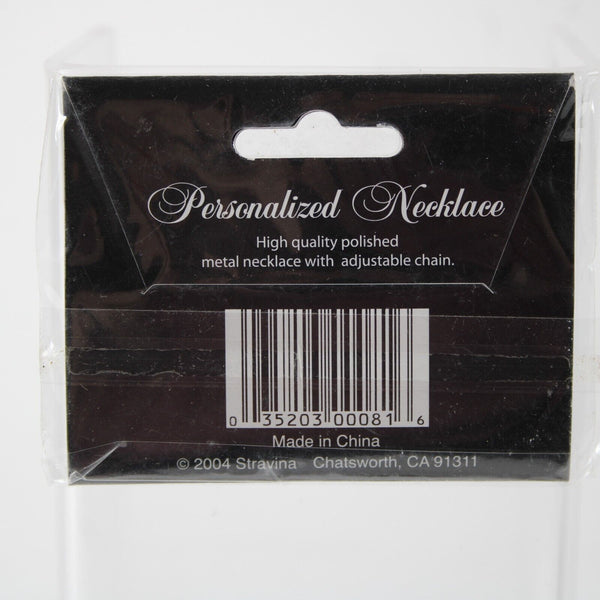 Personalized Necklace
High quality polished
metal necklace with adjustable chain.
0 35203 00081 6
Made in China
© 2004 Stravina Chatsworth, CA 91311